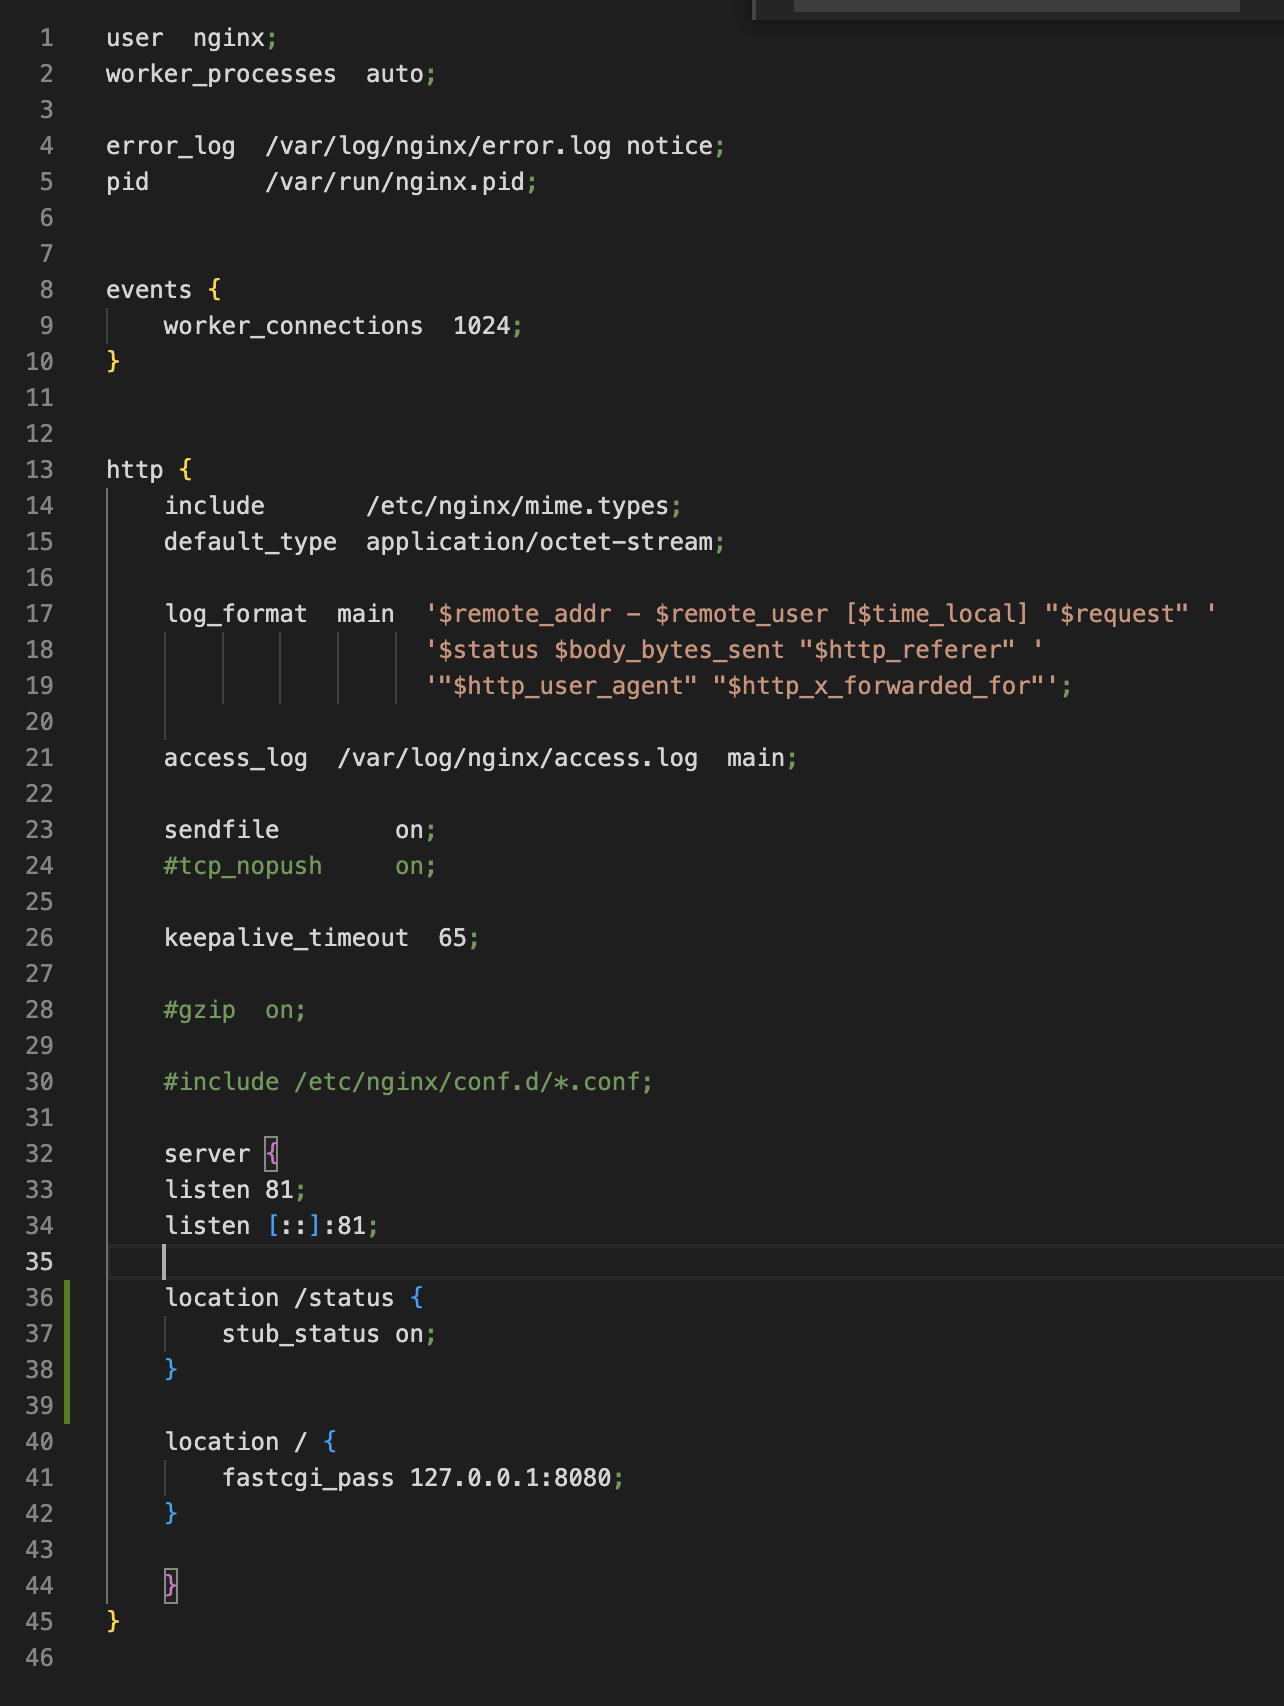 1 user  nginx;
2 worker_processes  auto;
3
4 error_log  /var/log/nginx/error.log notice;
5 pid        /var/run/nginx.pid;
6
7
8 events {
9     worker_connections  1024;
10 }
11
12
13 http {
14     include       /etc/nginx/mime.types;
15     default_type  application/octet-stream;
16
17     log_format  main  '$remote_addr - $remote_user [$time_local] "$request" '
18                       '$status $body_bytes_sent "$http_referer" '
19                       '"$http_user_agent" "$http_x_forwarded_for"';
20
21     access_log  /var/log/nginx/access.log  main;
22
23     sendfile        on;
24     #tcp_nopush     on;
25
26     keepalive_timeout  65;
27
28     #gzip  on;
29
30     #include /etc/nginx/conf.d/*.conf;
31
32     server {
33     listen 81;
34     listen [::]:81;
35
36     location /status {
37         stub_status on;
38     }
39
40     location / {
41         fastcgi_pass 127.0.0.1:8080;
42     }
43
44     }
45 }
46